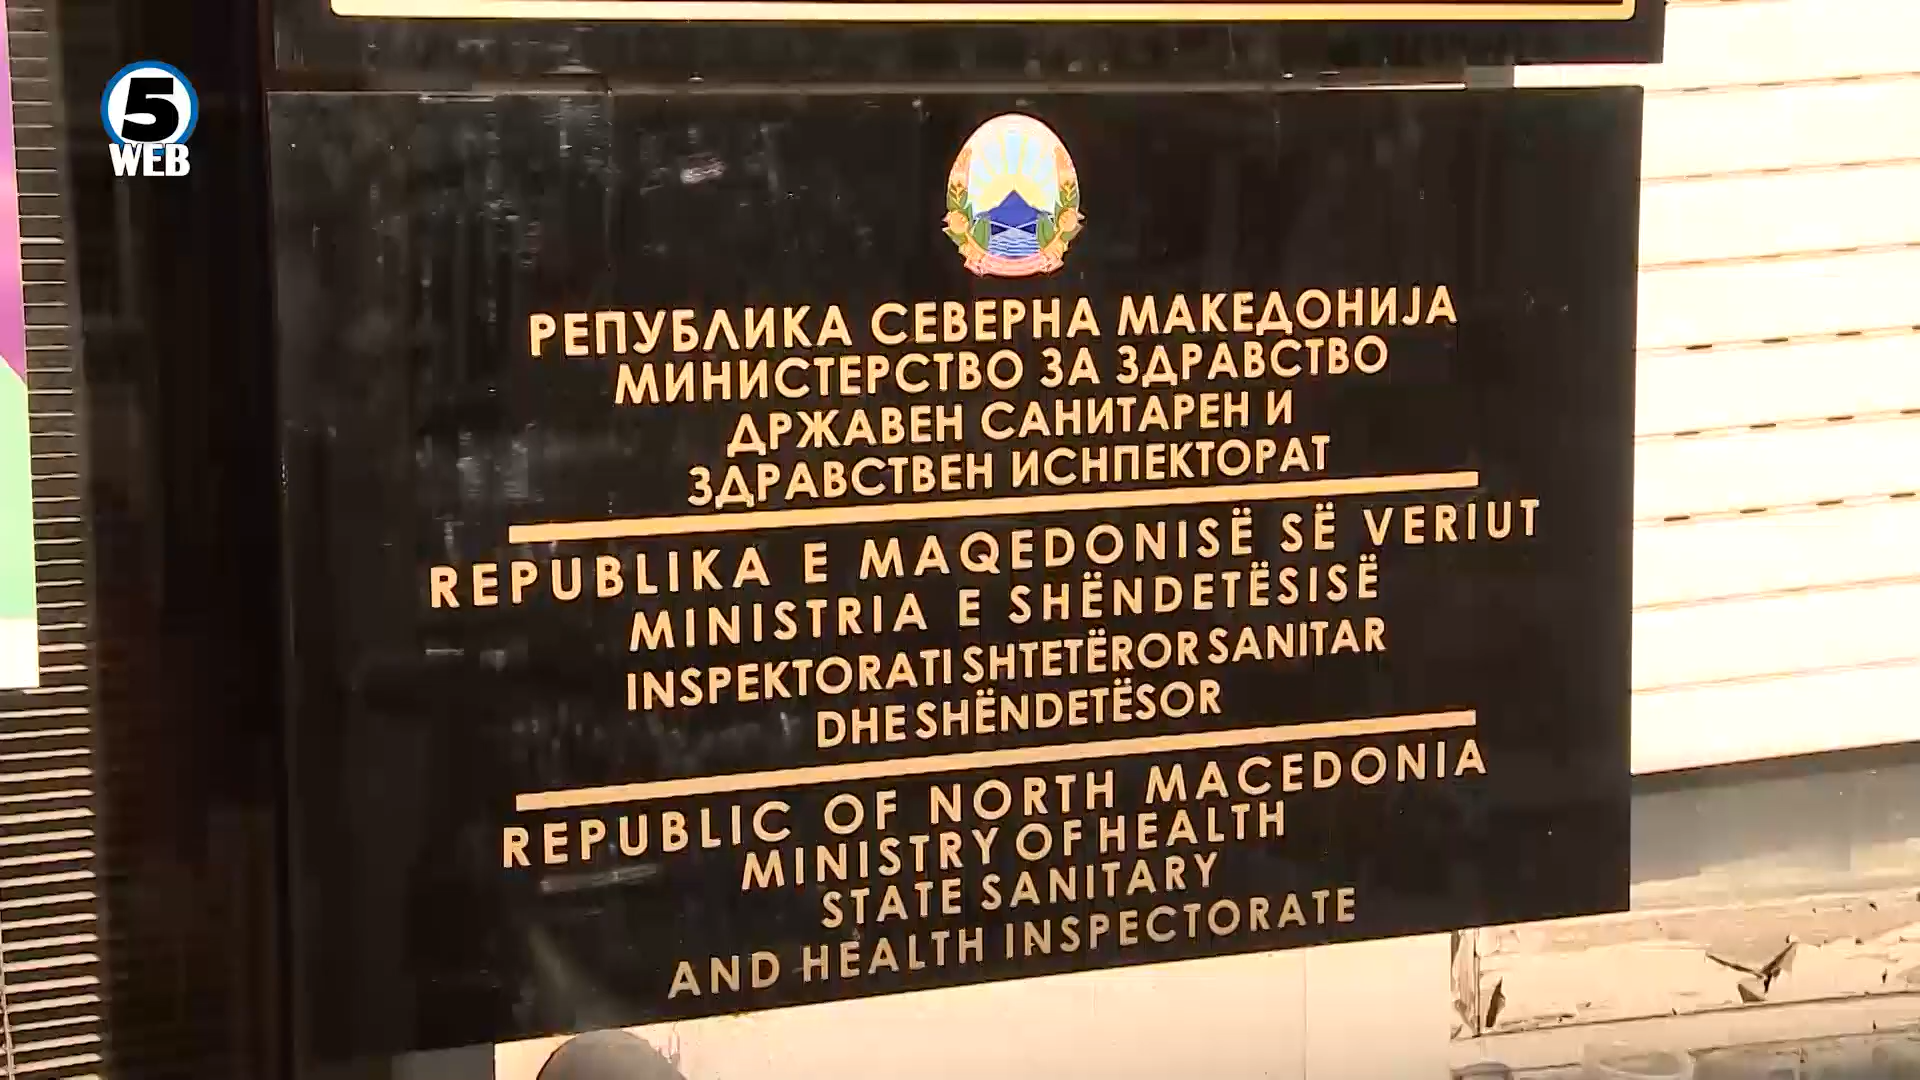 5
WEB
РЕПУБЛИКА СЕВЕРНА МАКЕДОНИЈА
МИНИСТЕРСТВО ЗА ЗДРАВСТВО
ДРЖАВЕН САНИТАРЕН И
ЗДРАВСТВЕН ИСНПЕКТОРАТ
REPUBLIKA E MAQEDONISË SË VERIUT
MINISTRIA E SHËNDETËSISË
INSPEKTORATI SHTETËROR SANITAR
DHE SHËNDETËSOR
REPUBLIC OF NORTH MACEDONIA
MINISTRY OF HEALTH
STATE SANITARY
AND HEALTH INSPECTORATE